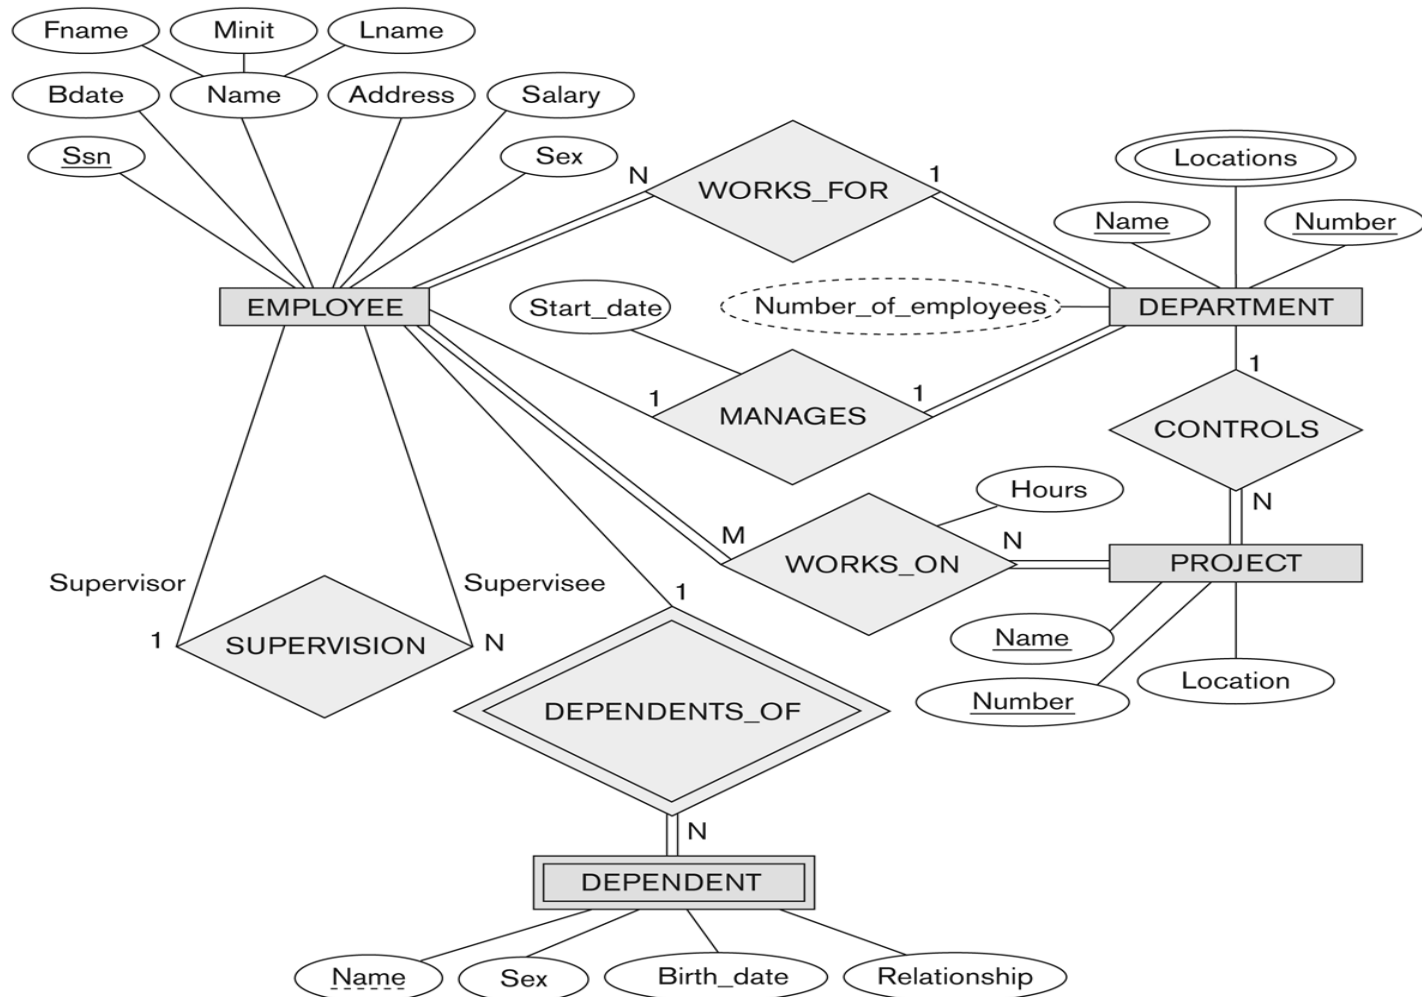 Fname Minit Lname
Bdate Name Address Salary
Ssn Sex
N WORKS_FOR 1
Locations
Name Number
EMPLOYEE
Start_date
Number_of_employees
DEPARTMENT
1 MANAGES 1
1
CONTROLS
N
Hours
M WORKS_ON N
PROJECT
Name
Number
Location
Supervisor Supervisee
1 SUPERVISION N
1
DEPENDENTS_OF
N
DEPENDENT
Name Sex Birth_date Relationship